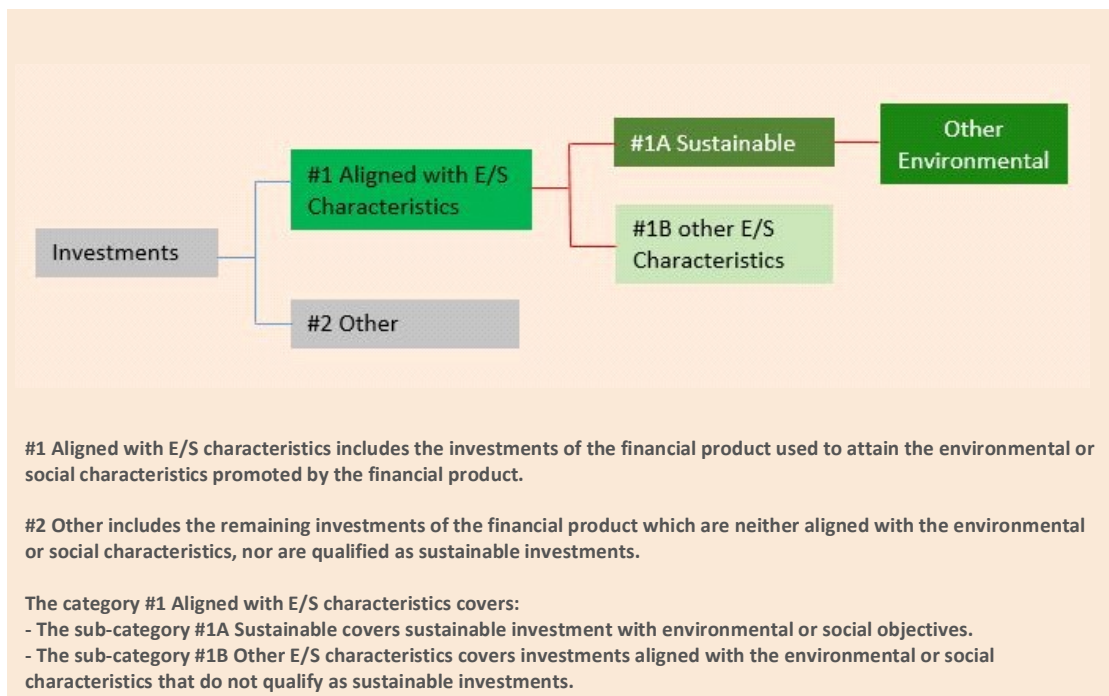 Other
Environmental
#1A Sustainable
#1 Aligned with E/S
Characteristics
#1B other E/S
Characteristics
Investments
#2 Other
#1 Aligned with E/S characteristics includes the investments of the financial product used to attain the environmental or
social characteristics promoted by the financial product.
#2 Other includes the remaining investments of the financial product which are neither aligned with the environmental
or social characteristics, nor are qualified as sustainable investments.
The category #1 Aligned with E/S characteristics covers:
- The sub-category #1A Sustainable covers sustainable investment with environmental or social objectives.
- The sub-category #1B Other E/S characteristics covers investments aligned with the environmental or social
characteristics that do not qualify as sustainable investments.